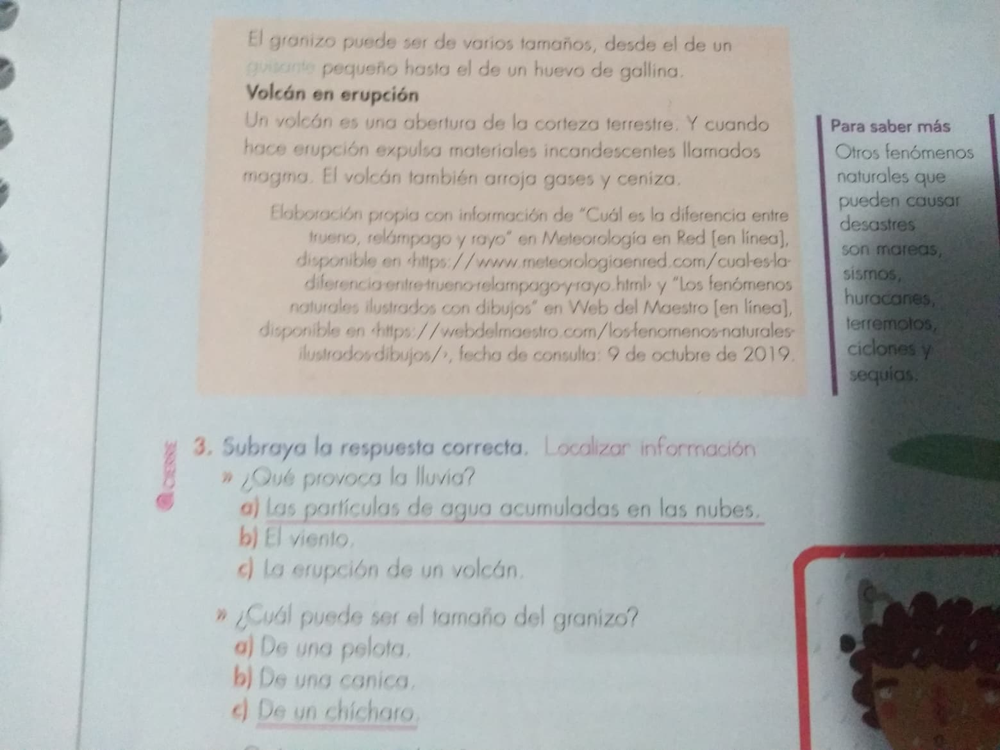 El granizo puede ser de varios tamaños, desde el de un
guisante pequeño hasta el de un huevo de gallina.
Volcán en erupción
Un volcán es una abertura de la corteza terrestre. Y cuando
hace erupción expulsa materiales incandescentes llamados
magma. El volcán también arroja gases y ceniza.
Elaboración propia con información de "Cuál es la diferencia entre
trueno, relámpago y rayo" en Meteorología en Red [en línea],
disponible en <https://www.meteorologiaenred.com/cual-es-la-
diferencia-entre-trueno-relampago-y-rayo.html> y "Los fenómenos
naturales ilustrados con dibujos" en Web del Maestro [en línea],
disponible en <https://webdelmaestro.com/los-fenomenos-naturales-
ilustrados-dibujos/>, fecha de consulta: 9 de octubre de 2019.
Para saber más
Otros fenómenos
naturales que
pueden causar
desastres
son mareas,
sismos,
huracanes,
terremotos,
ciclones y
sequías.
CIERRE
3. Subraya la respuesta correcta. Localizar información
» ¿Qué provoca la lluvia?
a) Las partículas de agua acumuladas en las nubes.
b) El viento.
c) La erupción de un volcán.
» ¿Cuál puede ser el tamaño del granizo?
a) De una pelota.
b) De una canica.
c) De un chícharo.